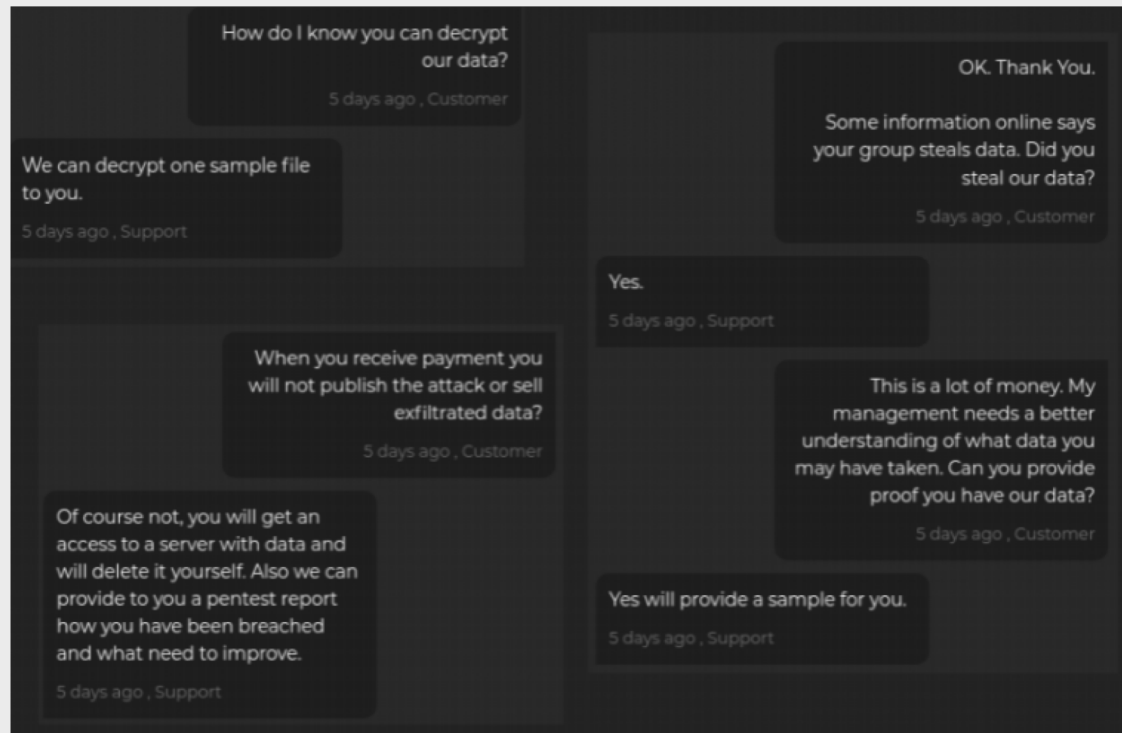 How do I know you can decrypt
our data?
5 days ago , Customer
We can decrypt one sample file
to you.
5 days ago , Support
When you receive payment you
will not publish the attack or sell
exfiltrated data?
5 days ago , Customer
Of course not, you will get an
access to a server with data and
will delete it yourself. Also we can
provide to you a pentest report
how you have been breached
and what need to improve.
5 days ago , Support
OK. Thank You.
Some information online says
your group steals data. Did you
steal our data?
5 days ago , Customer
Yes.
5 days ago , Support
This is a lot of money. My
management needs a better
understanding of what data you
may have taken. Can you provide
proof you have our data?
5 days ago , Customer
Yes will provide a sample for you.
5 days ago , Support